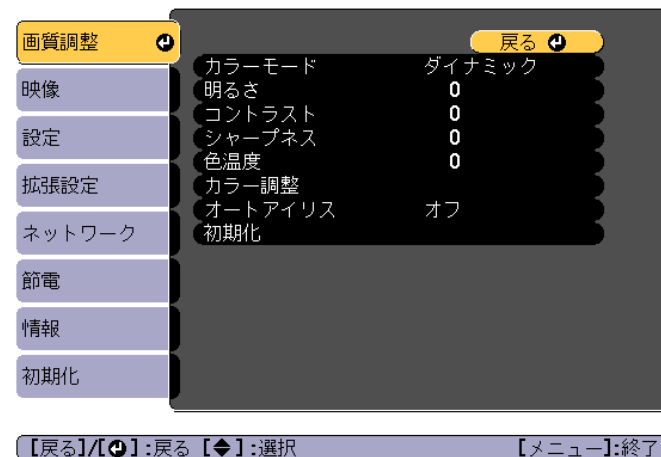 画質調整
映像
設定
拡張設定
ネットワーク
節電
情報
初期化
戻る
カラーモード ダイナミック
明るさ 0
コントラスト 0
シャープネス 0
色温度 0
カラー調整
オートアイリス オフ
初期化
【戻る】/【】:戻る 【】:選択 【メニュー】:終了